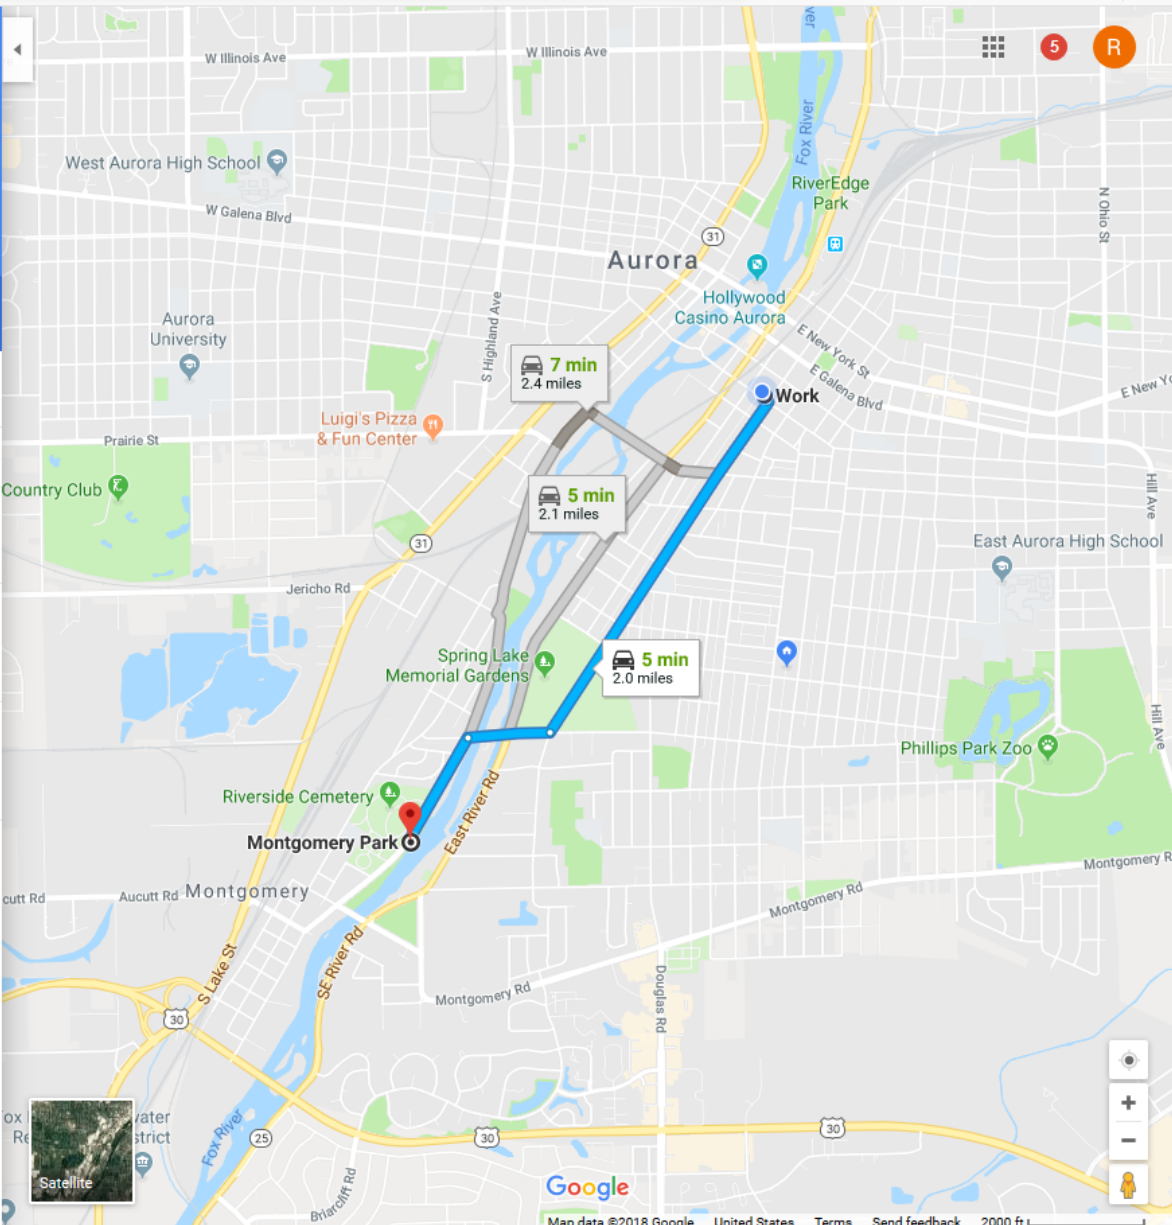 W Illinois Ave
W Illinois Ave
5
R
West Aurora High School
Fox River
RiverEdge
Park
W Galena Blvd
N Ohio St
31
Aurora
Hollywood
Casino Aurora
Aurora
University
S Highland Ave
E New York St
E Galena Blvd
7 min
2.4 miles
Work
Luigi's Pizza
& Fun Center
Prairie St
Country Club
5 min
2.1 miles
Hill Ave
31
East Aurora High School
Jericho Rd
Spring Lake
Memorial Gardens
5 min
2.0 miles
Hill Ave
Phillips Park Zoo
Riverside Cemetery
East River Rd
Montgomery Park
Aucutt Rd
Montgomery
Montgomery Rd
SE River Rd
S Lake St
Montgomery Rd
Douglas Rd
30
Fox River
25
30
30
Satellite
Briarcliff Rd
Google
Map data ©2018 Google United States Terms Send feedback 2000 ft